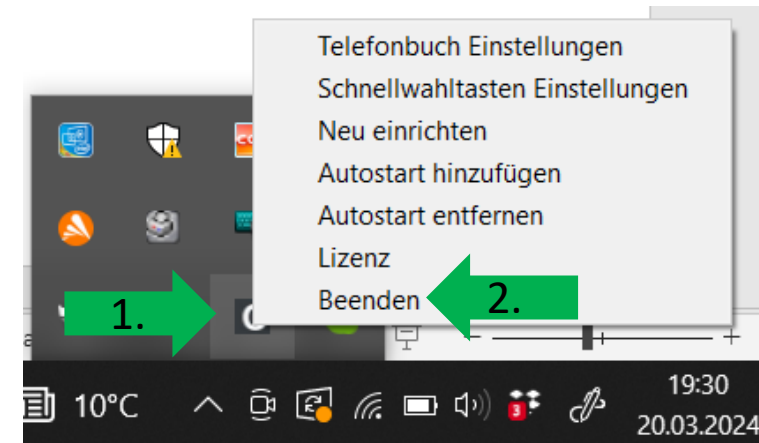 Telefonbuch Einstellungen
Schnellwahltasten Einstellungen
Neu einrichten
Autostart hinzufügen
Autostart entfernen
Lizenz
Beenden
1.
2.
10°C
3
19:30
20.03.2024